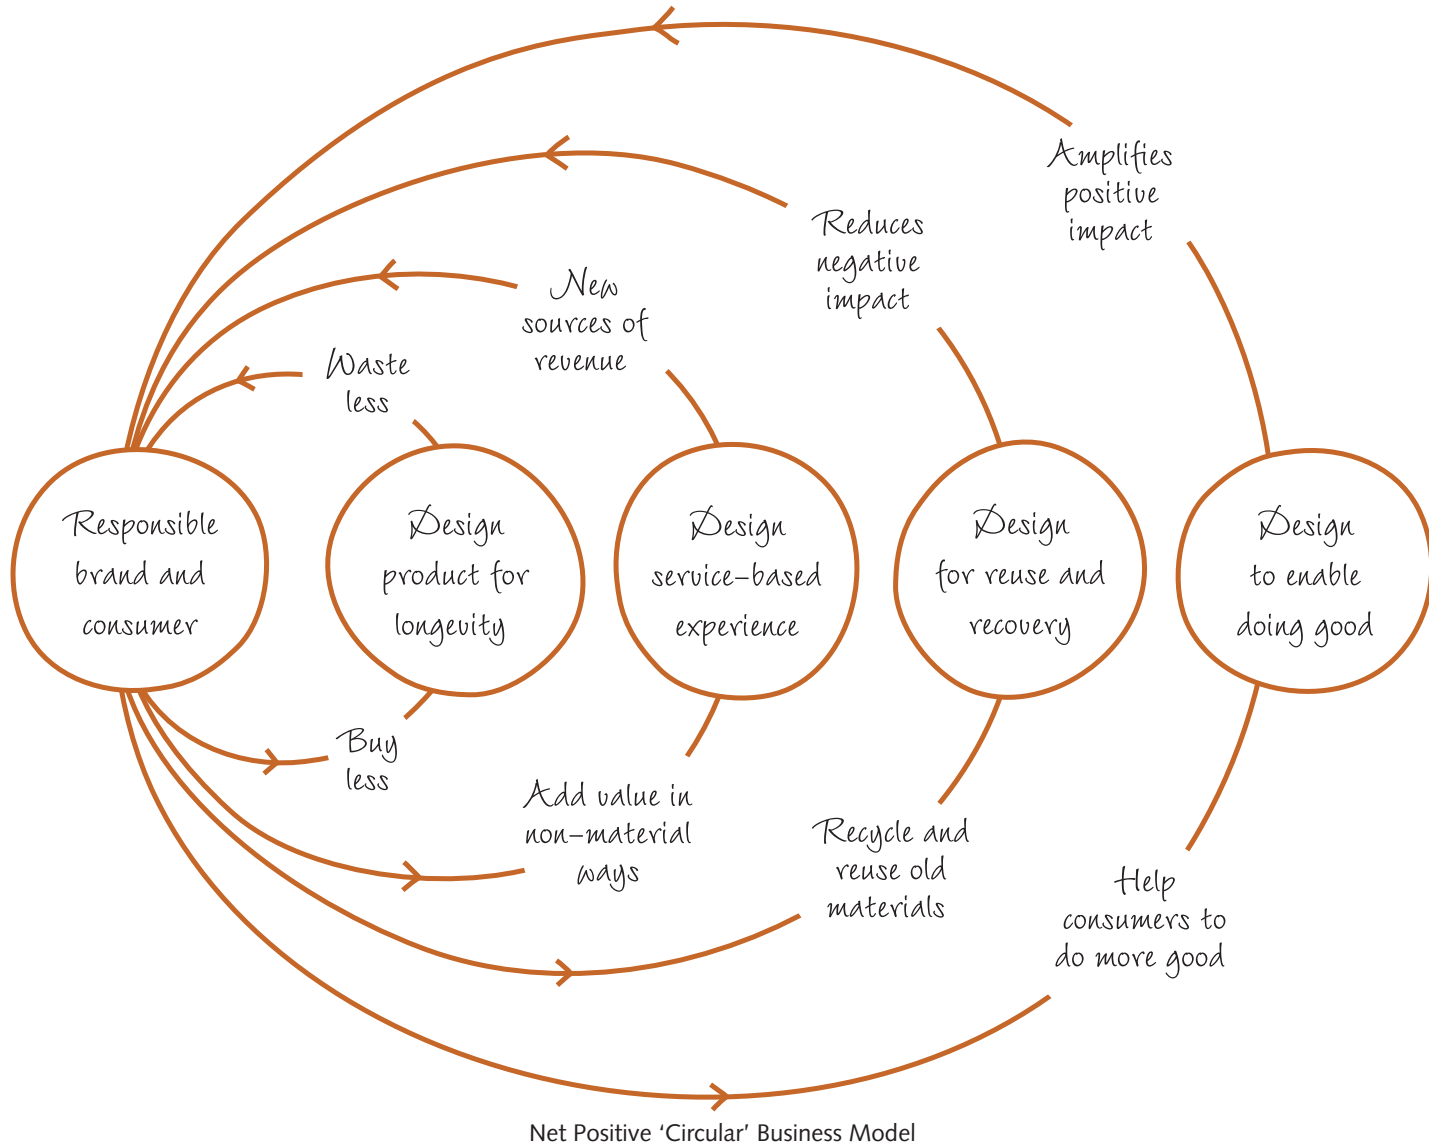 Amplifies
positive
impact
Reduces
negative
impact
New
sources of
revenue
Waste
less
Responsible
brand and
consumer
Design
product for
longevity
Design
service-based
experience
Design
for reuse and
recovery
Design
to enable
doing good
Buy
less
Add value in
non-material
ways
Recycle and
reuse old
materials
Help
consumers to
do more good
Net Positive ‘Circular’ Business Model